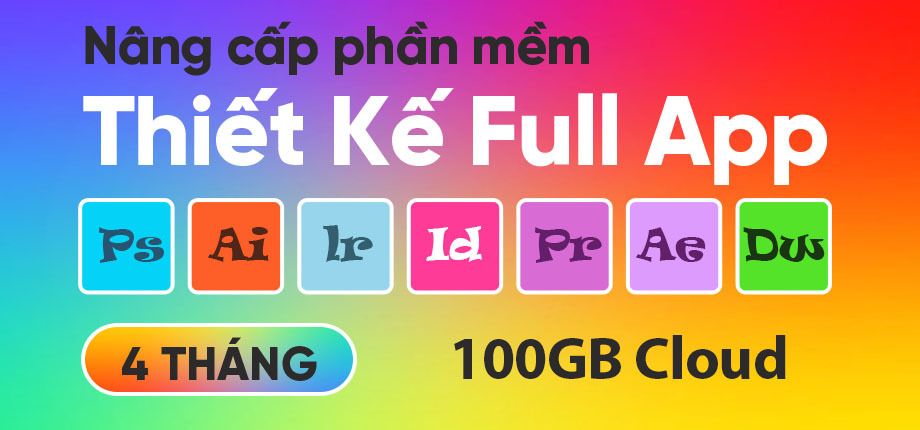 Nâng cấp phần mềm
Thiết Kế Full App
Ps Ai lr Id Pr Ae Dw
4 THÁNG 100GB Cloud